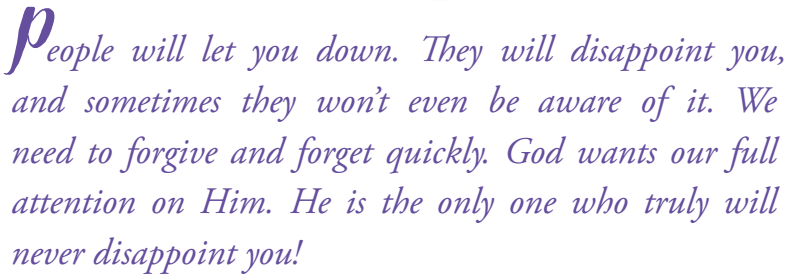 People will let you down. They will disappoint you,
and sometimes they won't even be aware of it. We
need to forgive and forget quickly. God wants our full
attention on Him. He is the only one who truly will
never disappoint you!